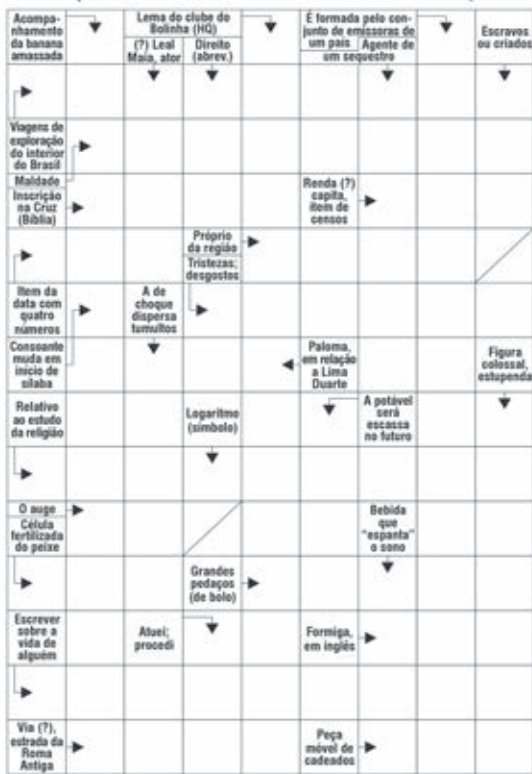 Acompa-
nhamento
da banana
amassada
Lema do clube do
Bolinha (HQ)
(?) Leal
Maia, ator
Direito
(abrev.)
É formada pelo con-
junto de emissoras de
um país
Agente de
um sequestro
Escravos
ou criados
Viagens de
exploração
do interior
do Brasil
Maldade
Inscrição
na Cruz
(Bíblia)
Renda (?)
capita,
item de
censos
Próprio
da região
Tristezas;
desgostos
Item da
data com
quatro
números
A de
choque
dispersa
tumultos
Consoante
muda em
início de
sílaba
Paloma,
em relação
a Lima
Duarte
Figura
colossal,
estupenda
Relativo
ao estudo
da religião
Logaritmo
(símbolo)
A potável
será
escassa
no futuro
O auge
Célula
fertilizada
do peixe
Bebida
que
"espanta"
o sono
Grandes
pedaços
(de bolo)
Escrever
sobre a
vida de
alguém
Atuei;
procedi
Formiga,
em inglês
Via (?),
estrada da
Roma
Antiga
Peça
móvel de
cadeados